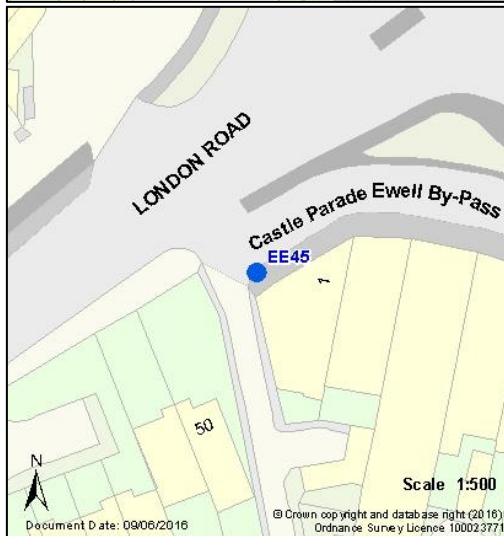 LONDON ROAD
Castle Parade Ewell By-Pass
EE45
1
50
N
Scale 1:500
Document Date: 09/06/2016
© Crown copyright and database right (2016)
Ordnance Survey Licence 100023771